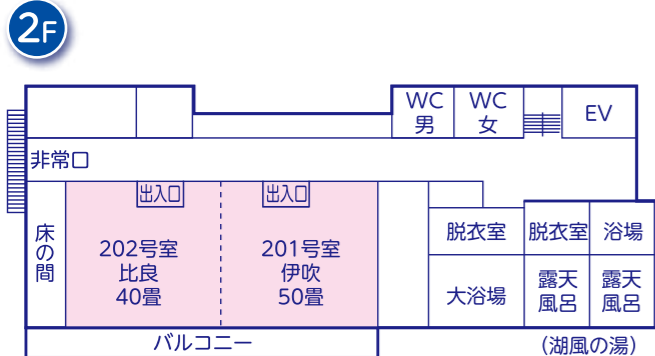 2F
WC
男
WC
女
EV
非常口
出入口
出入口
床の間
202号室
比良
40畳
201号室
伊吹
50畳
脱衣室
脱衣室
浴場
大浴場
露天
風呂
露天
風呂
バルコニー
(湖風の湯)